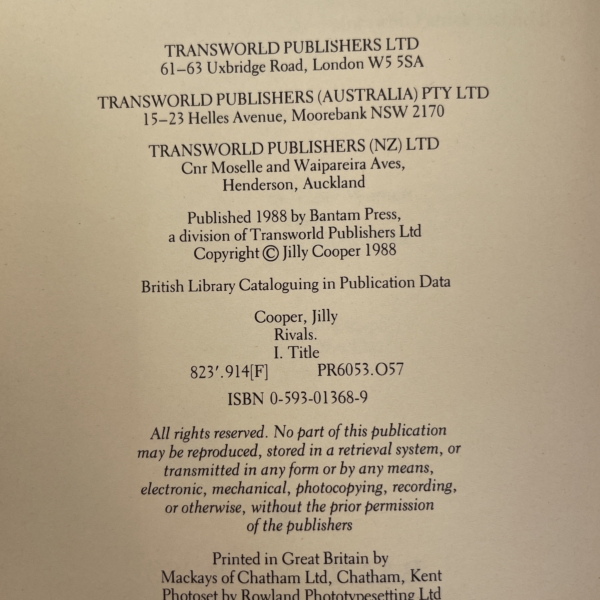 TRANSWORLD PUBLISHERS LTD
61–63 Uxbridge Road, London W5 5SA
TRANSWORLD PUBLISHERS (AUSTRALIA) PTY LTD
15–23 Helles Avenue, Moorebank NSW 2170
TRANSWORLD PUBLISHERS (NZ) LTD
Cnr Moselle and Waipareira Aves,
Henderson, Auckland
Published 1988 by Bantam Press,
a division of Transworld Publishers Ltd
Copyright © Jilly Cooper 1988
British Library Cataloguing in Publication Data
Cooper, Jilly
Rivals.
I. Title
823′.914[F] PR6053.O57
ISBN 0-593-01368-9
All rights reserved. No part of this publication
may be reproduced, stored in a retrieval system, or
transmitted in any form or by any means,
electronic, mechanical, photocopying, recording,
or otherwise, without the prior permission
of the publishers
Printed in Great Britain by
Mackays of Chatham Ltd, Chatham, Kent
Photoset by Rowland Phototypesetting Ltd